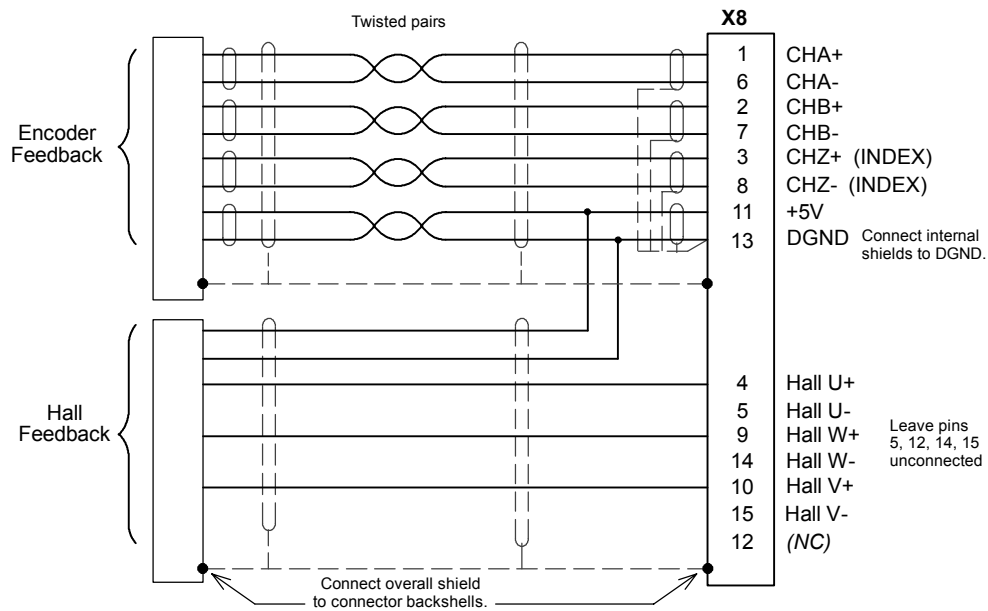 Twisted pairs
X8
Encoder
Feedback
1 CHA+
6 CHA-
2 CHB+
7 CHB-
3 CHZ+ (INDEX)
8 CHZ- (INDEX)
11 +5V
13 DGND
Connect internal
shields to DGND.
Hall
Feedback
4 Hall U+
5 Hall U-
9 Hall W+
14 Hall W-
10 Hall V+
15 Hall V-
12 (NC)
Leave pins
5, 12, 14, 15
unconnected
Connect overall shield
to connector backshells.